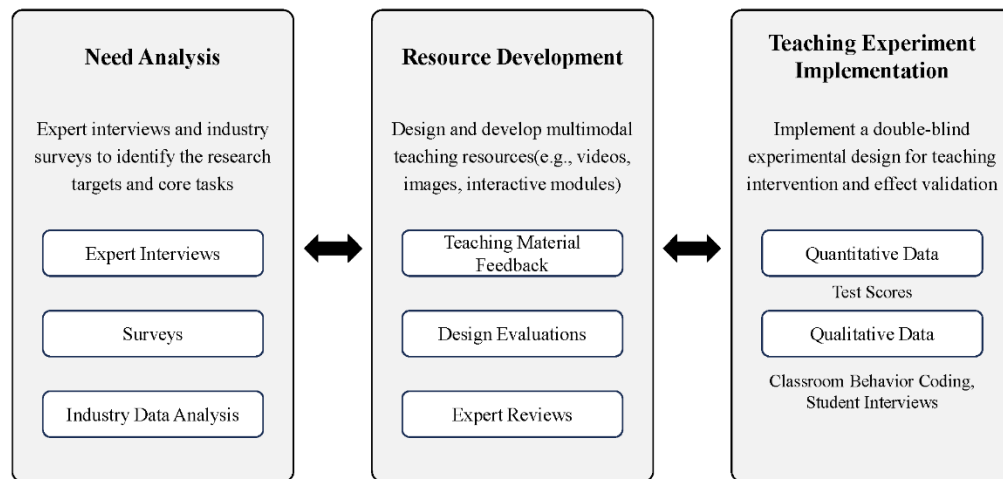 Need Analysis
Expert interviews and industry
surveys to identify the research
targets and core tasks
Expert Interviews
Surveys
Industry Data Analysis
Resource Development
Design and develop multimodal
teaching resources(e.g., videos,
images, interactive modules)
Teaching Material
Feedback
Design Evaluations
Expert Reviews
Teaching Experiment
Implementation
Implement a double-blind
experimental design for teaching
intervention and effect validation
Quantitative Data
Test Scores
Qualitative Data
Classroom Behavior Coding,
Student Interviews